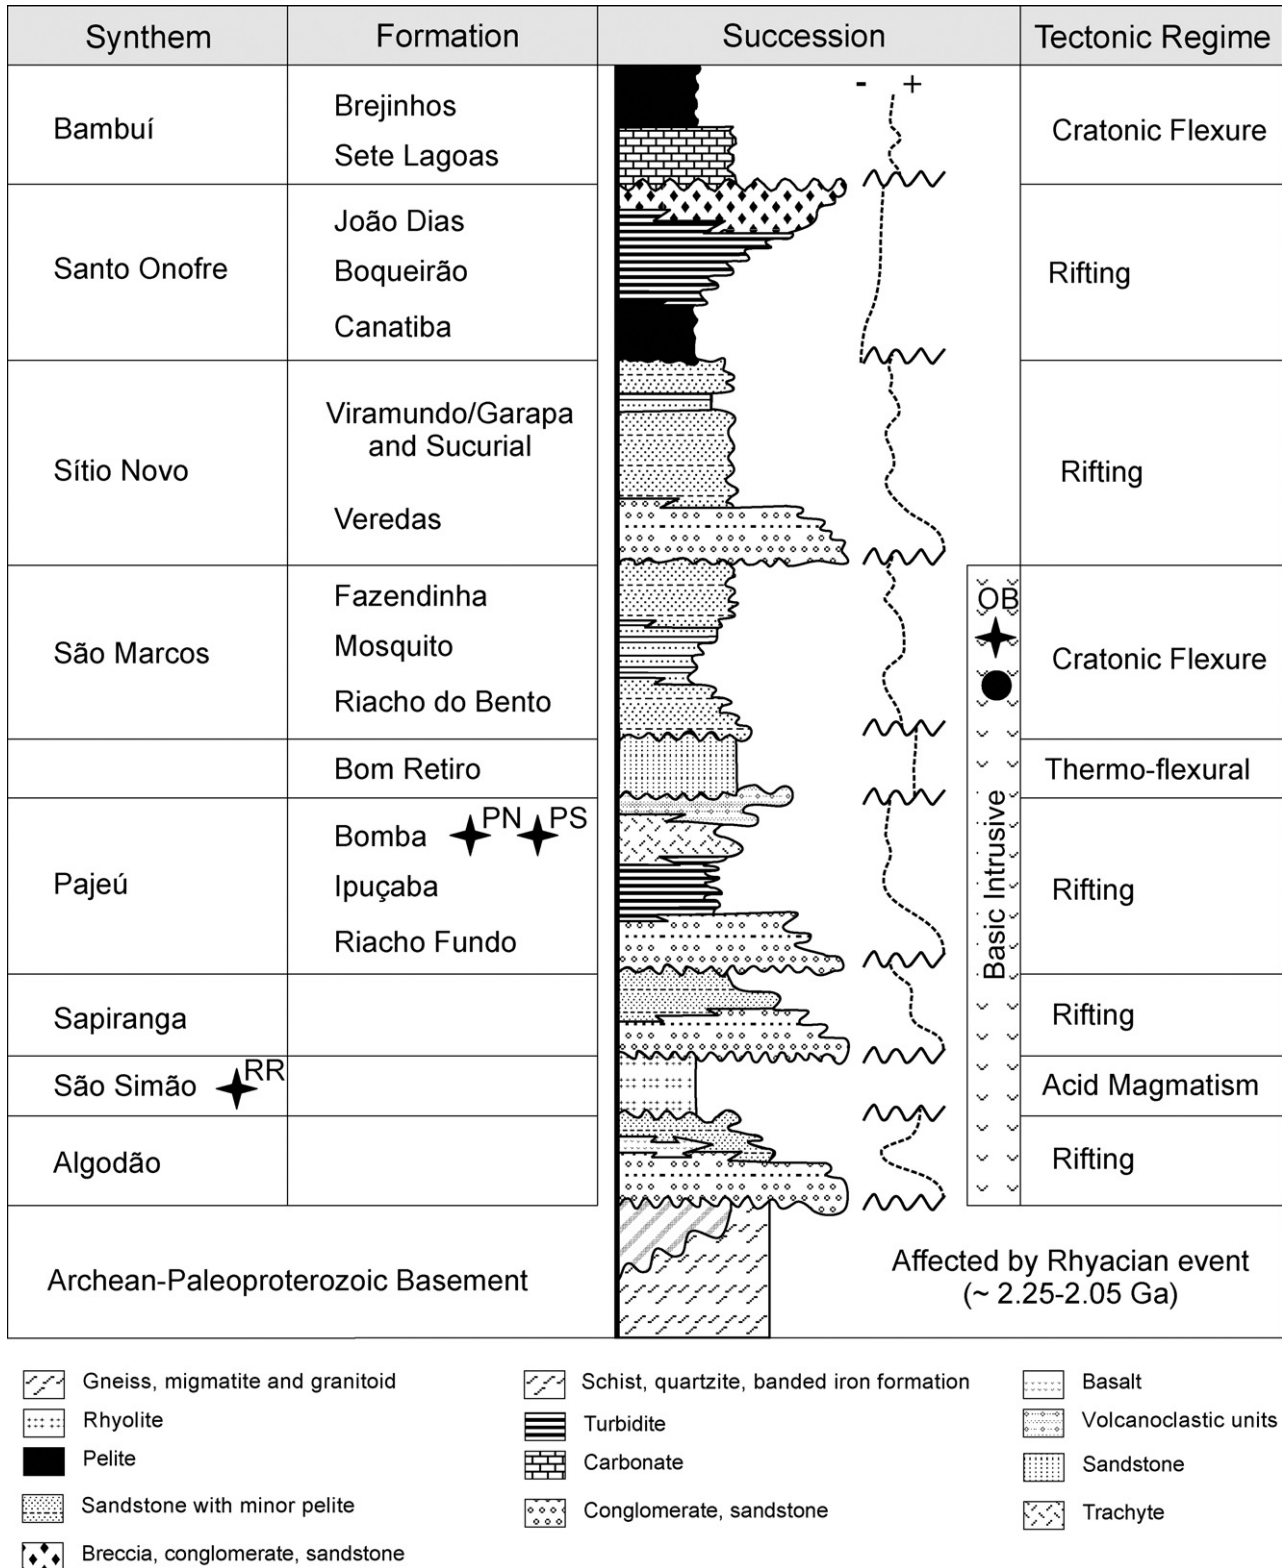 Synthem Formation Succession Tectonic Regime
- +
Bambuí
Brejinhos
Sete Lagoas
Cratonic Flexure
Santo Onofre
João Dias
Boqueirão
Canatiba
Rifting
Sítio Novo
Viramundo/Garapa
and Sucurial
Veredas
Rifting
São Marcos
Fazendinha
Mosquito
Riacho do Bento
OB
Cratonic Flexure
Bom Retiro
Thermo-flexural
Pajeú
Bomba PN PS
Ipuçaba
Riacho Fundo
Basic Intrusive
Rifting
Sapiranga
Rifting
São Simão RR
Acid Magmatism
Algodão
Rifting
Archean-Paleoproterozoic Basement
Affected by Rhyacian event
(~ 2.25-2.05 Ga)
Gneiss, migmatite and granitoid
Rhyolite
Pelite
Sandstone with minor pelite
Breccia, conglomerate, sandstone
Schist, quartzite, banded iron formation
Turbidite
Carbonate
Conglomerate, sandstone
Basalt
Volcanoclastic units
Sandstone
Trachyte